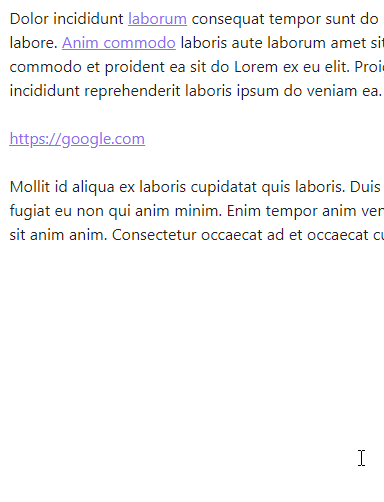 Dolor incididunt laborum consequat tempor sunt do
labore. Anim commodo laboris aute laborum amet sit
commodo et proident ea sit do Lorem ex eu elit.
incididunt reprehenderit laboris ipsum do veniam ea.
https://google.com
Mollit id aliqua ex laboris cupidatat quis laboris. Duis
fugiat eu non qui anim minim. Enim tempor anim
sit anim anim. Consectetur occaecat ad et occaecat